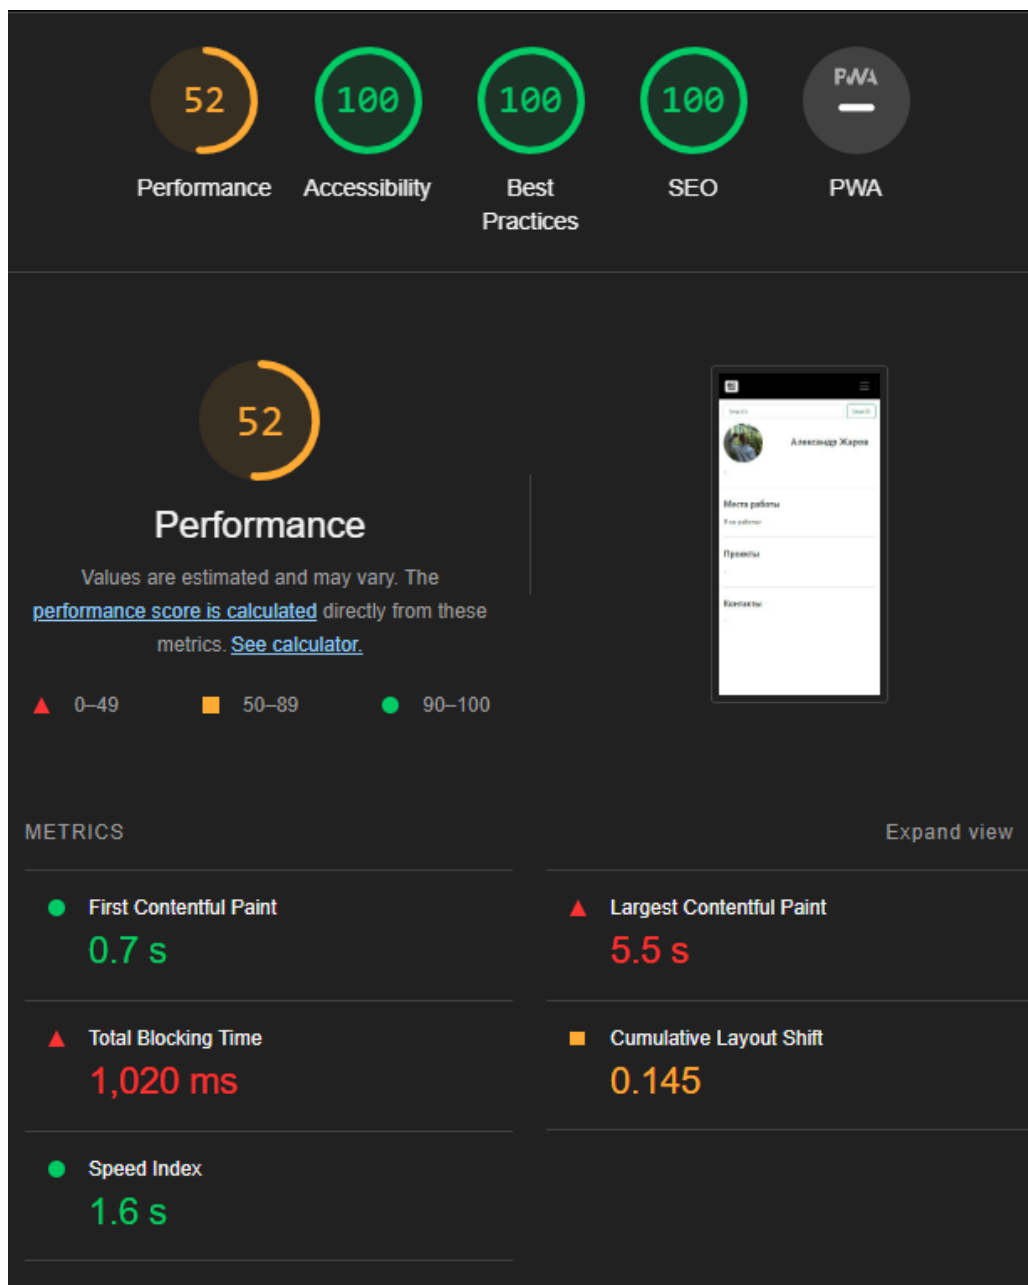 52
100
100
100
PWA
Performance
Accessibility
Best
Practices
SEO
PWA
52
Performance
Values are estimated and may vary. The
performance score is calculated directly from these
metrics. See calculator.
0–49
50–89
90–100
Search
Search
Александр Жаров
Места работы
Проекты
Контакты
METRICS
Expand view
First Contentful Paint
0.7 s
Largest Contentful Paint
5.5 s
Total Blocking Time
1,020 ms
Cumulative Layout Shift
0.145
Speed Index
1.6 s